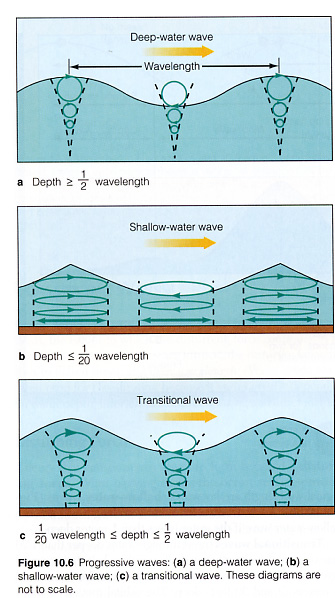 Deep-water wave
Wavelength
a Depth ≥ 1/2 wavelength
Shallow-water wave
b Depth ≤ 1/20 wavelength
Transitional wave
c 1/20 wavelength ≤ depth ≤ 1/2 wavelength
Figure 10.6 Progressive waves: (a) a deep-water wave; (b) a
shallow-water wave; (c) a transitional wave. These diagrams are
not to scale.